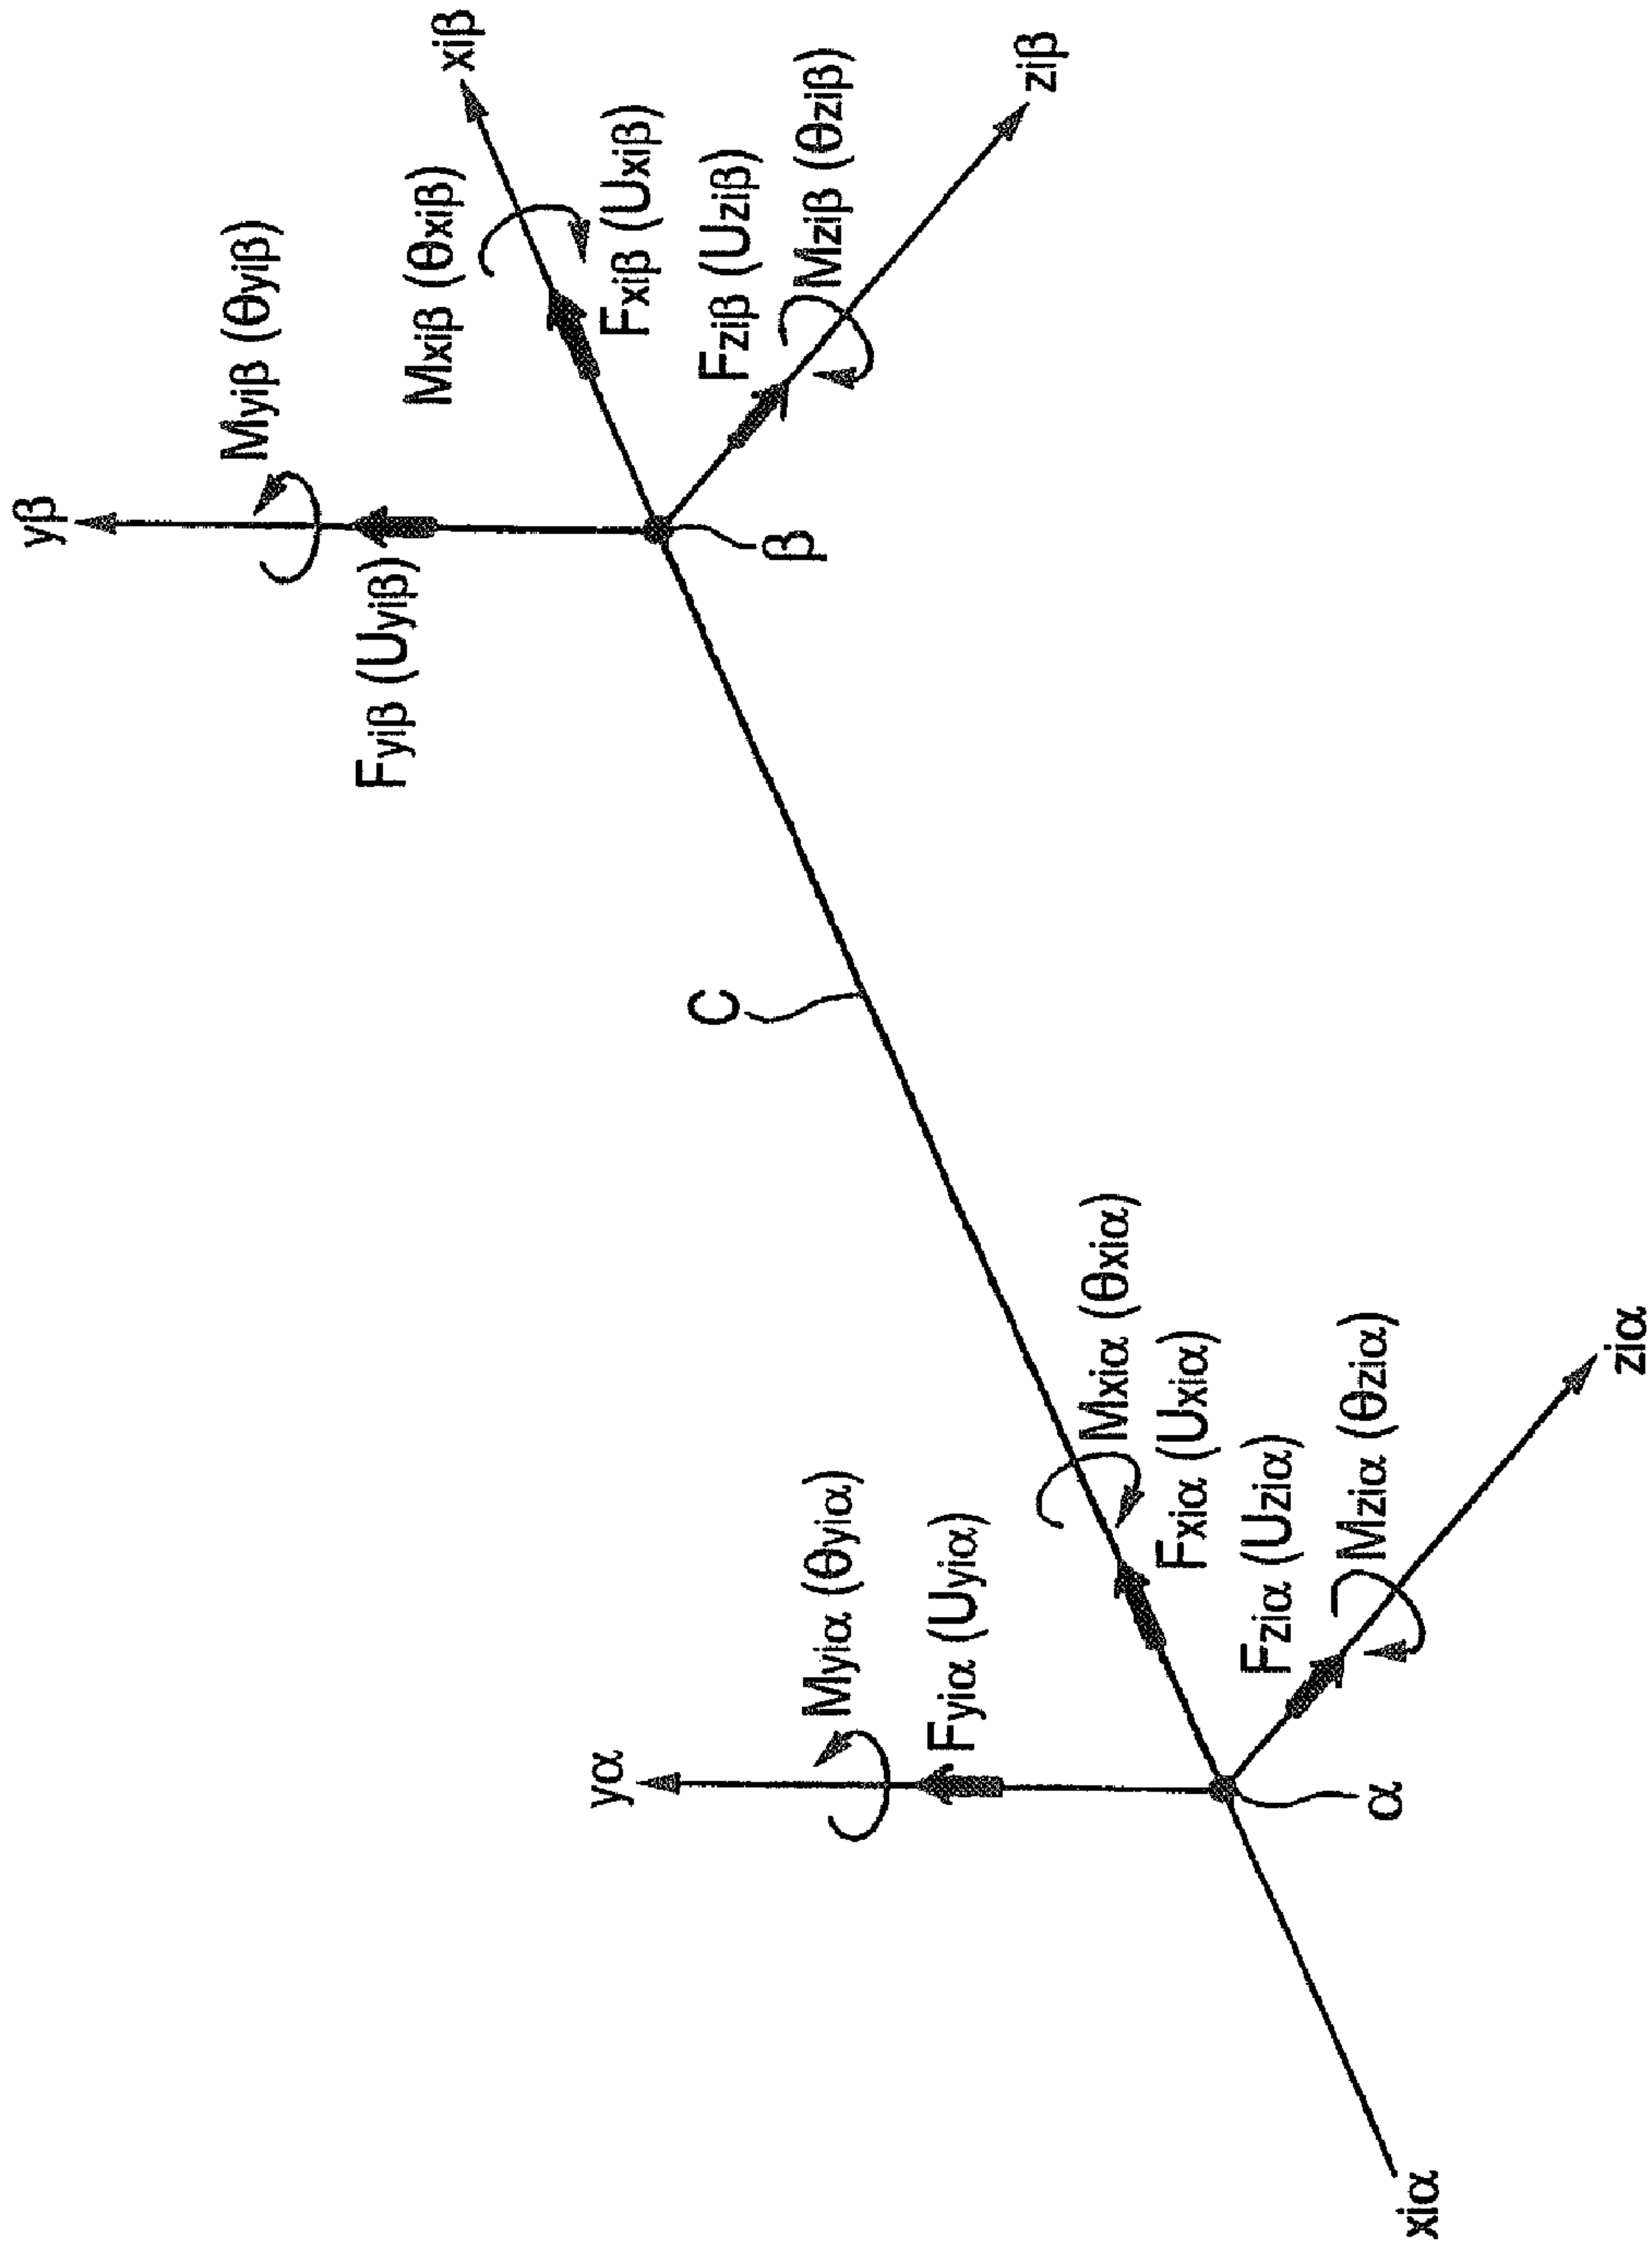 yβ
Myiβ (θyiβ)
Fyiβ (Uyiβ)
xiβ
Mxiβ (θxiβ)
Fxiβ (Uxiβ)
Fziβ (Uziβ)
Mziβ (θziβ)
ziβ
β
C
yα
Myiα (θyiα)
Fyiα (Uyiα)
Mxiα (θxiα)
Fxiα (Uxiα)
Fziα (Uziα)
Mziα (θziα)
ziα
α
xiα